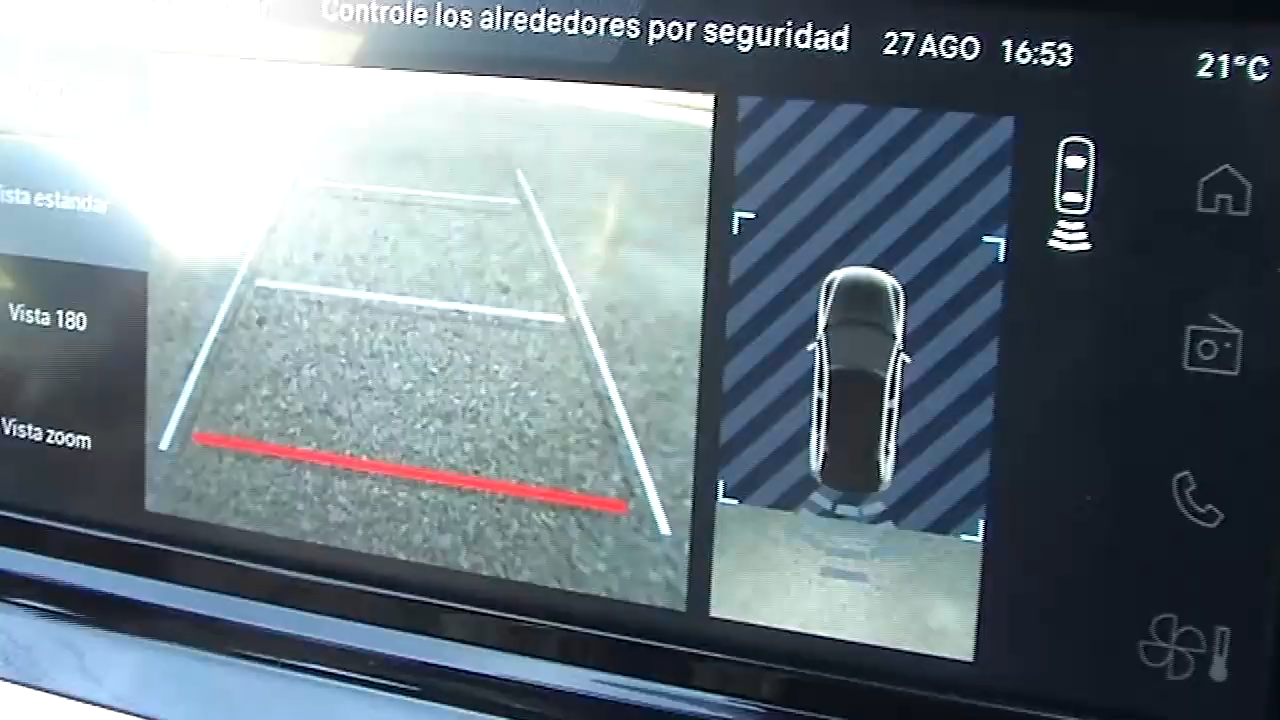 Controle los alrededores por seguridad 27 AGO 16:53 21°C
Vista estándar
Vista 180
Vista zoom